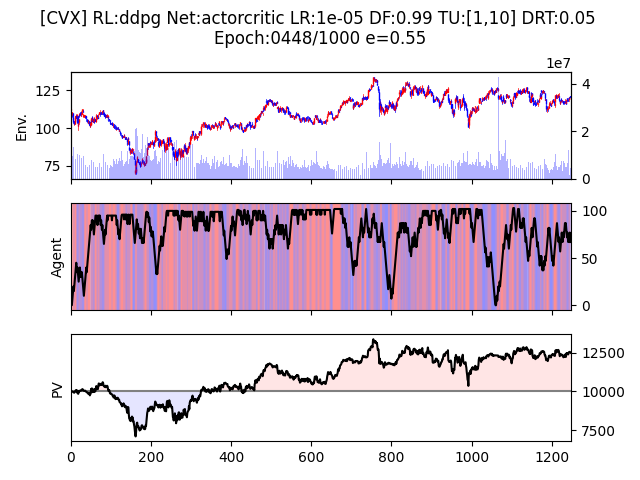 [CVX] RL:ddpg Net:actorcritic LR:1e-05 DF:0.99 TU:[1,10] DRT:0.05
Epoch:0448/1000 e=0.55
1e7
Env.
125
100
75
4
2
0
Agent
100
50
0
PV
12500
10000
7500
0 200 400 600 800 1000 1200